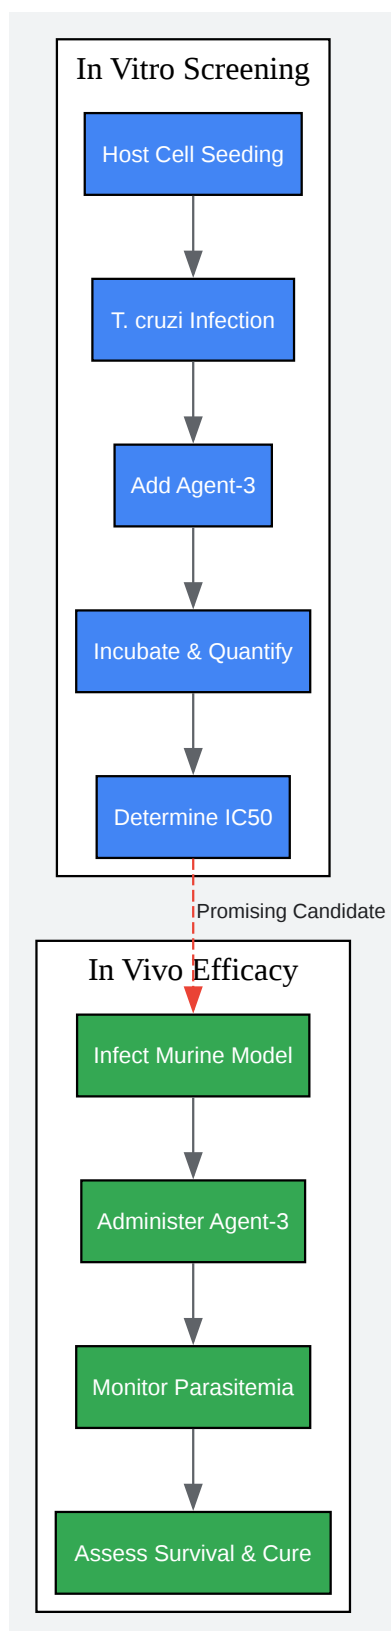 In Vitro Screening
Host Cell Seeding
T. cruzi Infection
Add Agent-3
Incubate & Quantify
Determine IC50
Promising Candidate
In Vivo Efficacy
Infect Murine Model
Administer Agent-3
Monitor Parasitemia
Assess Survival & Cure